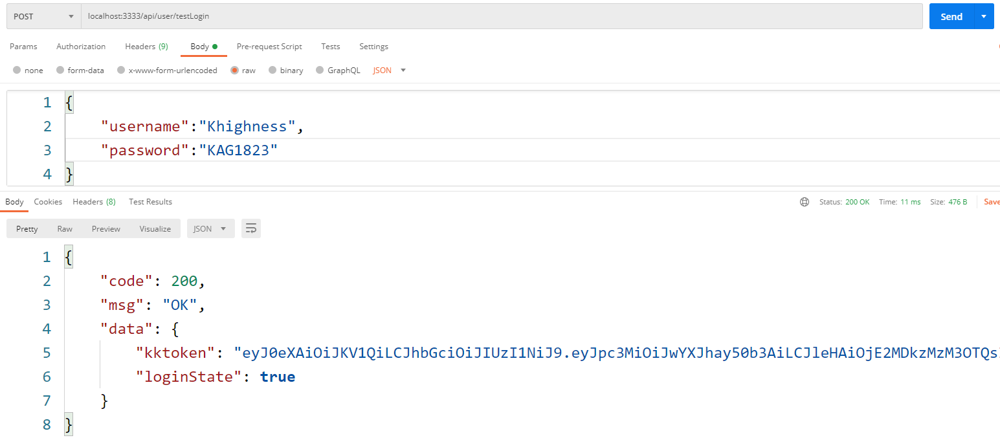 POST localhost:3333/api/user/testLogin Send
Params Authorization Headers (9) Body Pre-request Script Tests Settings
none form-data x-www-form-urlencoded raw binary GraphQL JSON
1 {
2 "username":"Khighness",
3 "password":"KAG1823"
4 }
Body Cookies Headers (8) Test Results Status: 200 OK Time: 11 ms Size: 476 B Save
Pretty Raw Preview Visualize JSON
1 {
2 "code": 200,
3 "msg": "OK",
4 "data": {
5 "kktoken": "eyJ0eXAiOiJKV1QiLCJhbGciOiJIUzI1NiJ9.eyJpc3MiOiJwYXJhay50b3AiLCJleHAiOjE2MDkzMzM3OTQs
6 "loginState": true
7 }
8 }